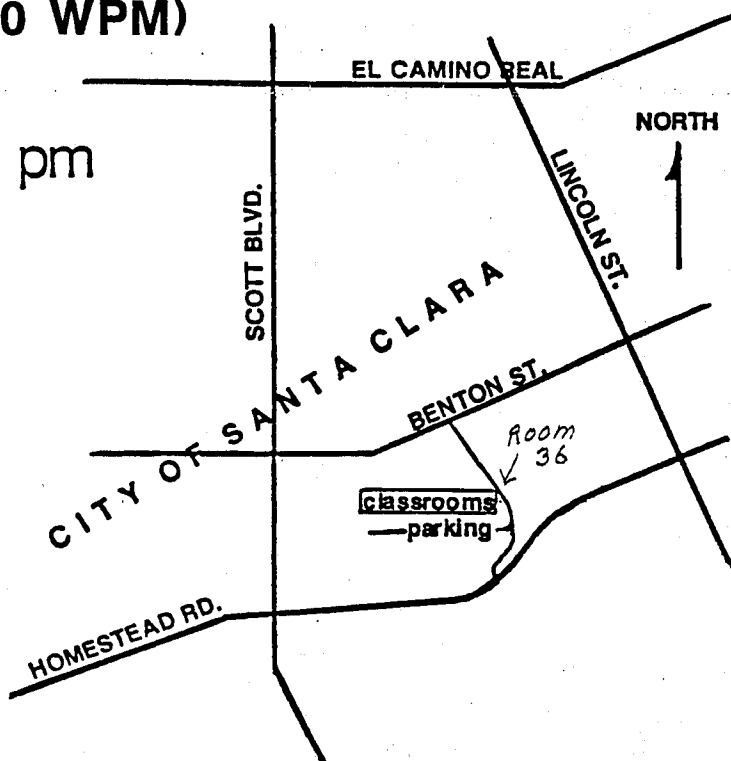 0 WPM)
EL CAMINO REAL
pm
NORTH
LINCOLN ST.
SCOTT BLVD.
CITY OF SANTA CLARA
BENTON ST.
Room
36
classrooms
parking
HOMESTEAD RD.